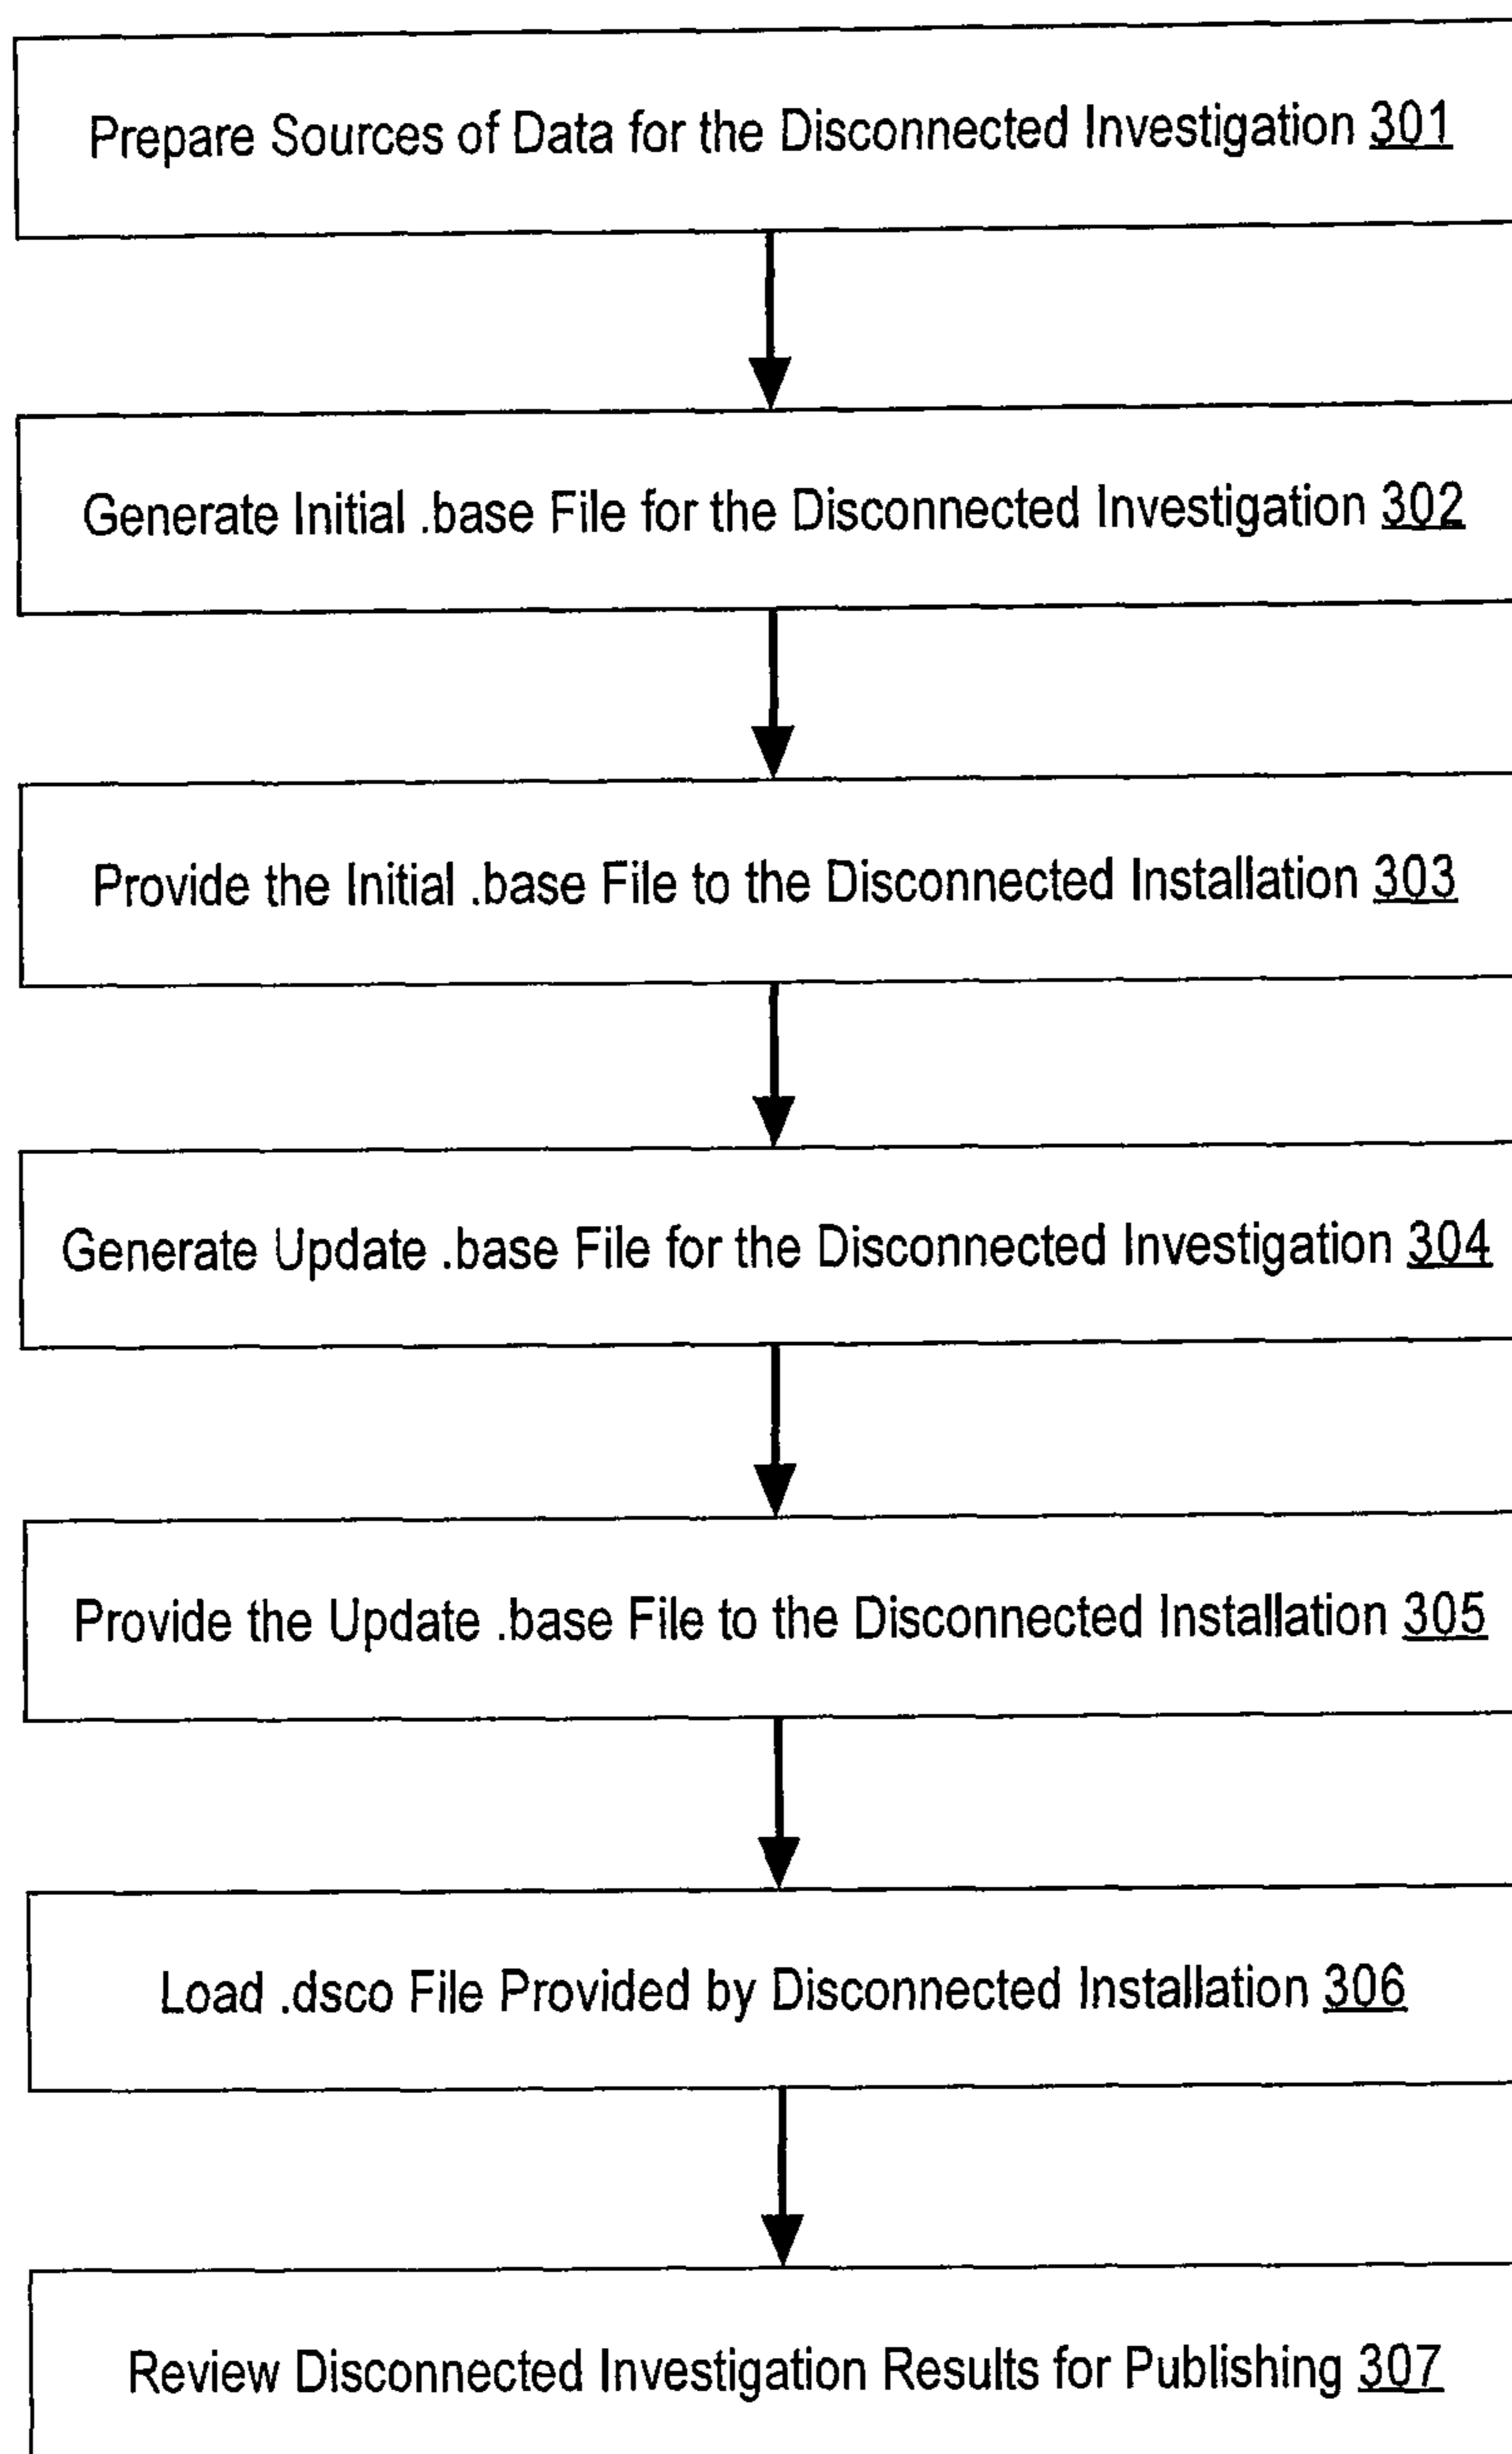 Prepare Sources of Data for the Disconnected Investigation 301
Generate Initial .base File for the Disconnected Investigation 302
Provide the Initial .base File to the Disconnected Installation 303
Generate Update .base File for the Disconnected Investigation 304
Provide the Update .base File to the Disconnected Installation 305
Load .dsco File Provided by Disconnected Installation 306
Review Disconnected Investigation Results for Publishing 307